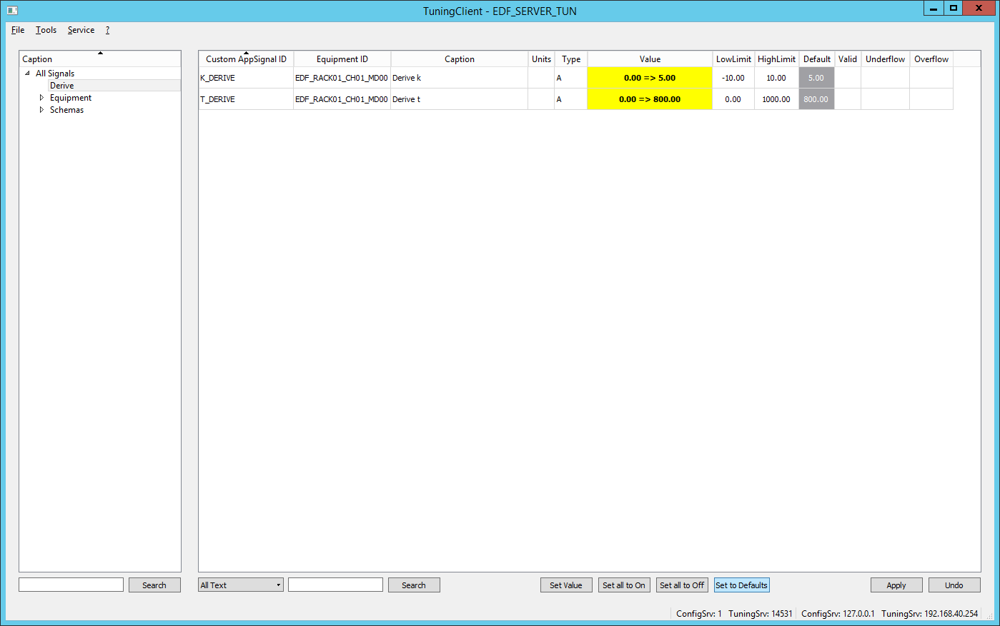 TuningClient - EDF_SERVER_TUN
File Tools Service ?
Caption
All Signals
Derive
Equipment
Schemas
Custom AppSignal ID Equipment ID Caption Units Type Value LowLimit HighLimit Default Valid Underflow Overflow
K_DERIVE EDF_RACK01_CH01_MD00 Derive k A 0.00 => 5.00 -10.00 10.00 5.00
T_DERIVE EDF_RACK01_CH01_MD00 Derive t A 0.00 => 800.00 0.00 1000.00 800.00
Search All Text Search Set Value Set all to On Set all to Off Set to Defaults Apply Undo
ConfigSrv: 1 TuningSrv: 14531 ConfigSrv: 127.0.0.1 TuningSrv: 192.168.40.254